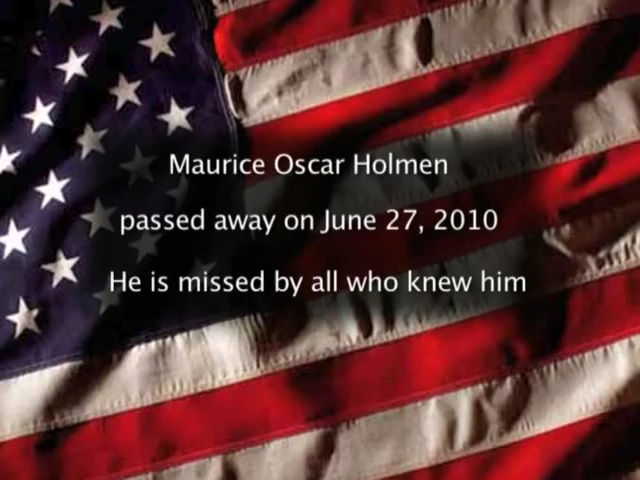 Maurice Oscar Holmen
passed away on June 27, 2010
He is missed by all who knew him